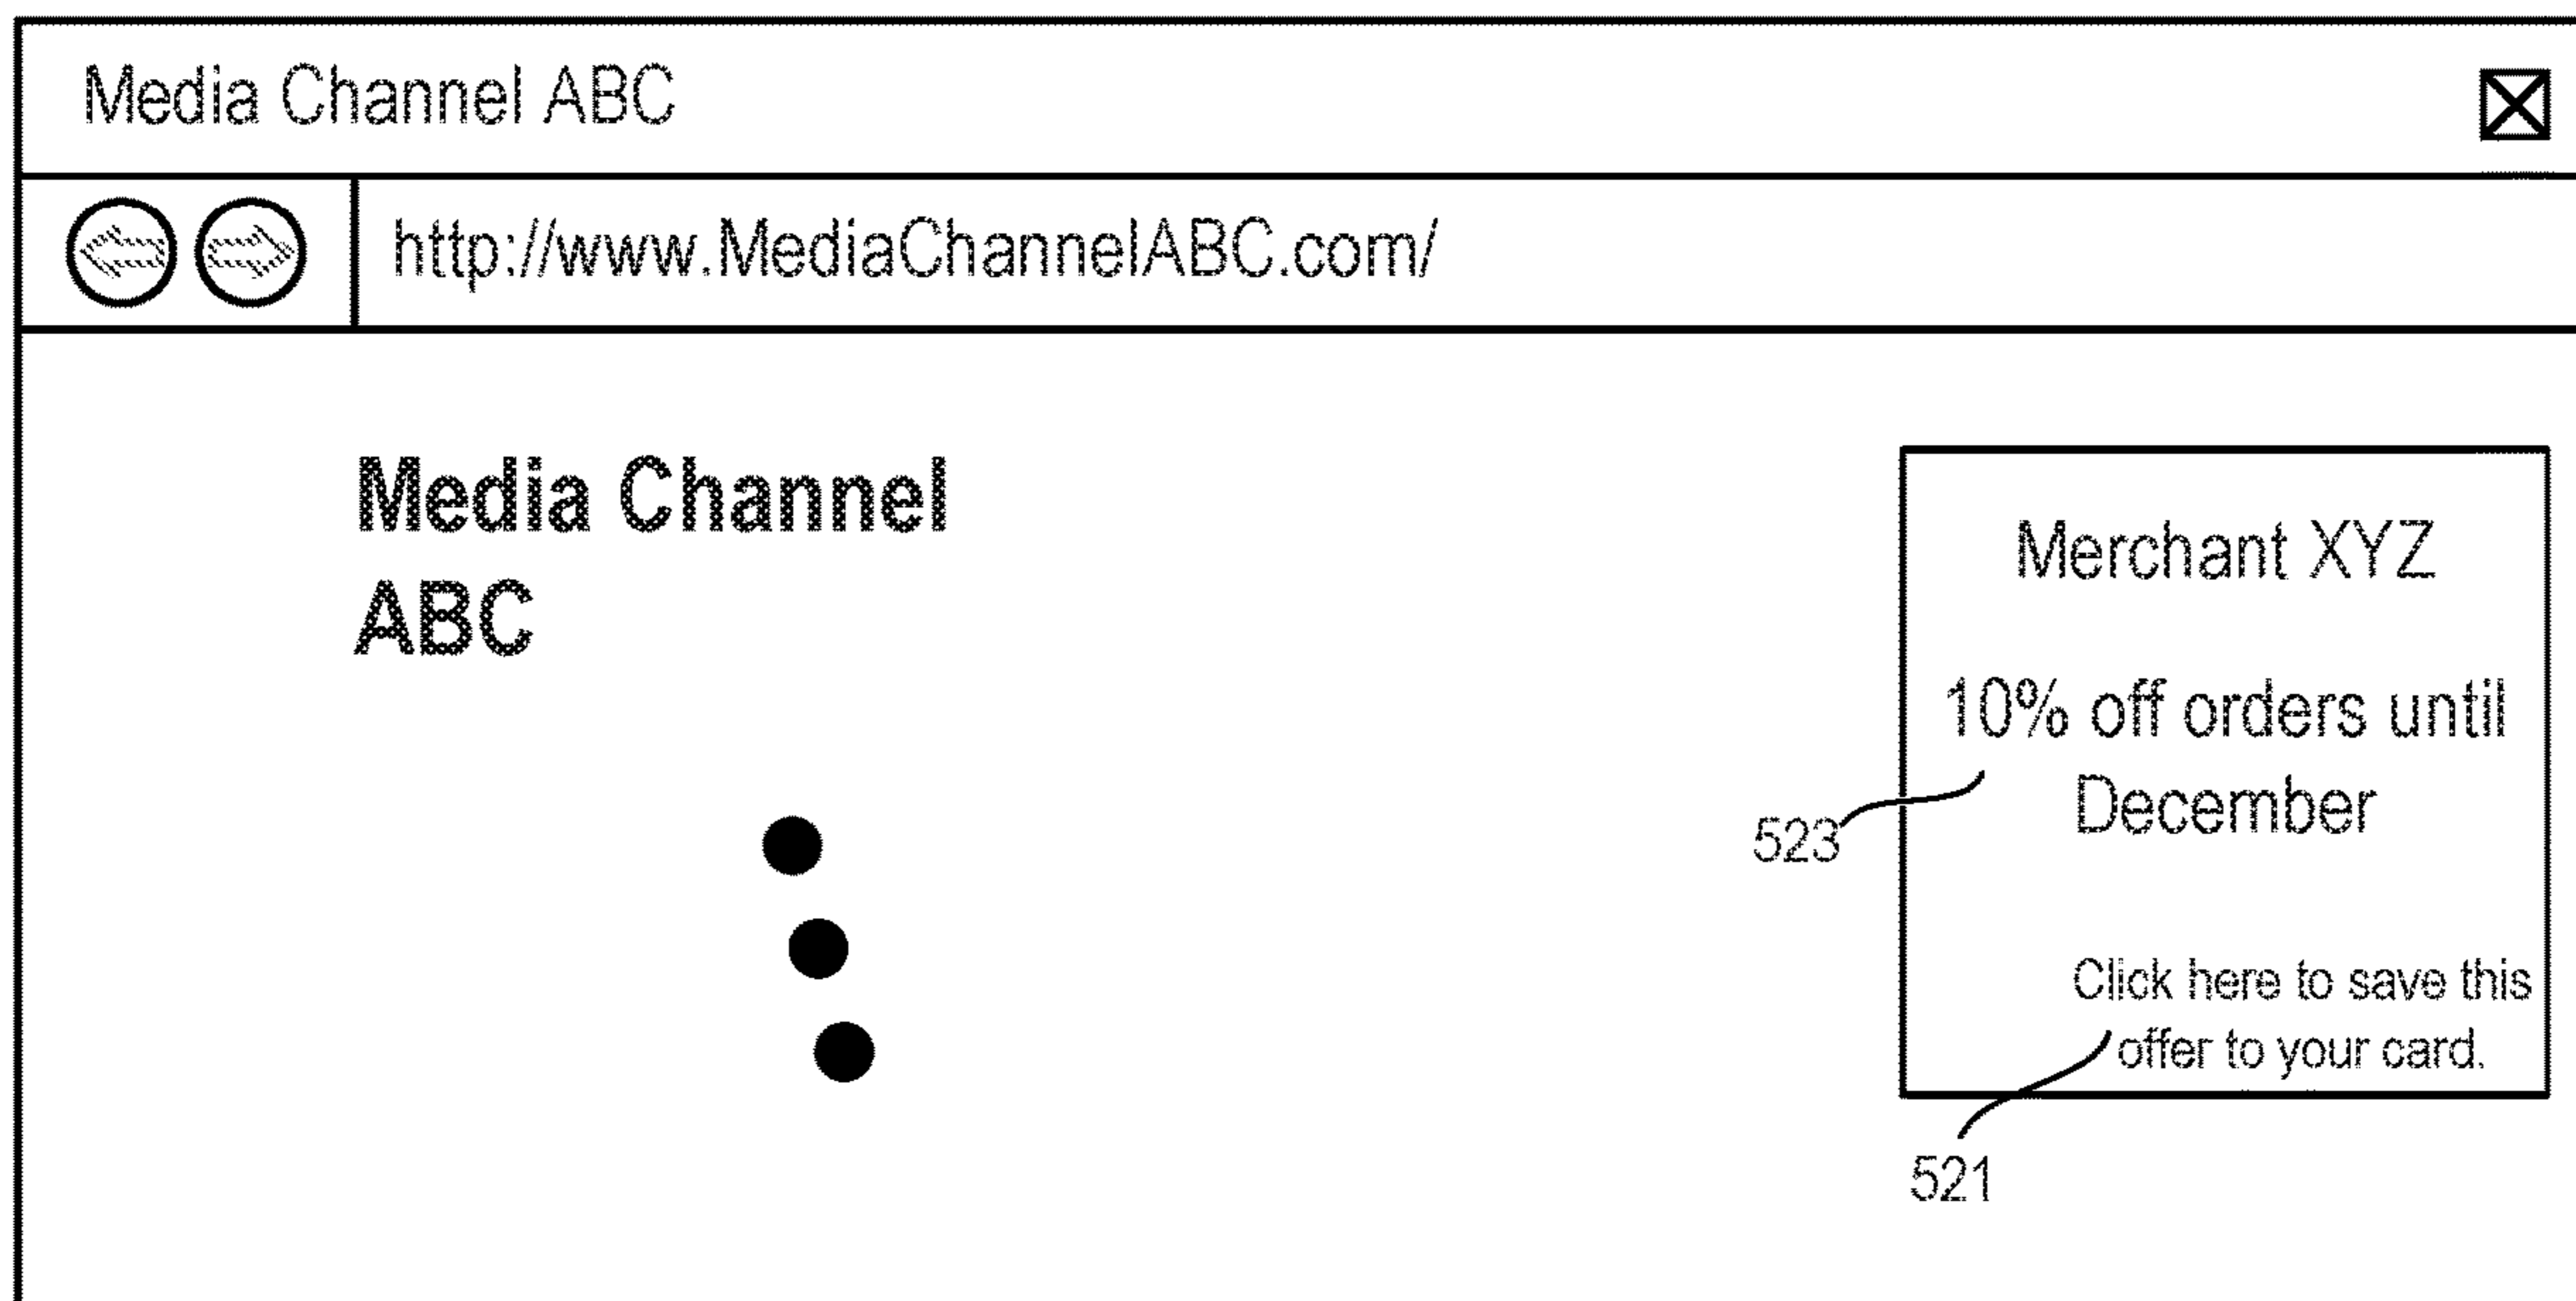 Media Channel ABC
http://www.MediaChannelABC.com/
Media Channel
ABC
Merchant XYZ
10% off orders until
December
523
Click here to save this
offer to your card.
521